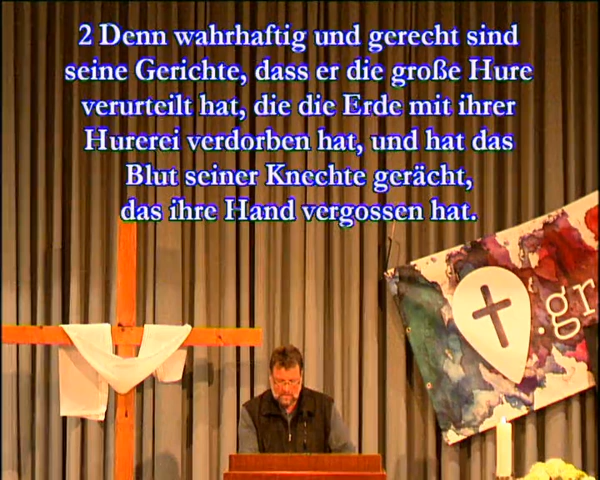 2 Denn wahrhaftig und gerecht sind
seine Gerichte, dass er die große Hure
verurteilt hat, die die Erde mit ihrer
Hurerei verdorben hat, und hat das
Blut seiner Knechte gerächt,
das ihre Hand vergossen hat.
.gr